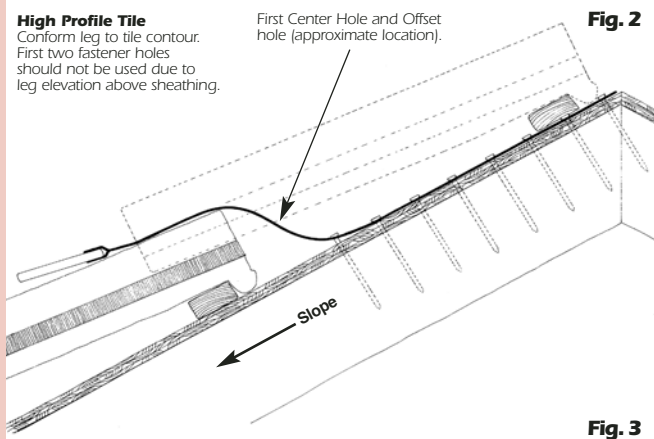 High Profile Tile
Conform leg to tile contour.
First two fastener holes
should not be used due to
leg elevation above sheathing.
First Center Hole and Offset
hole (approximate location).
Fig. 2
Slope
Fig. 3